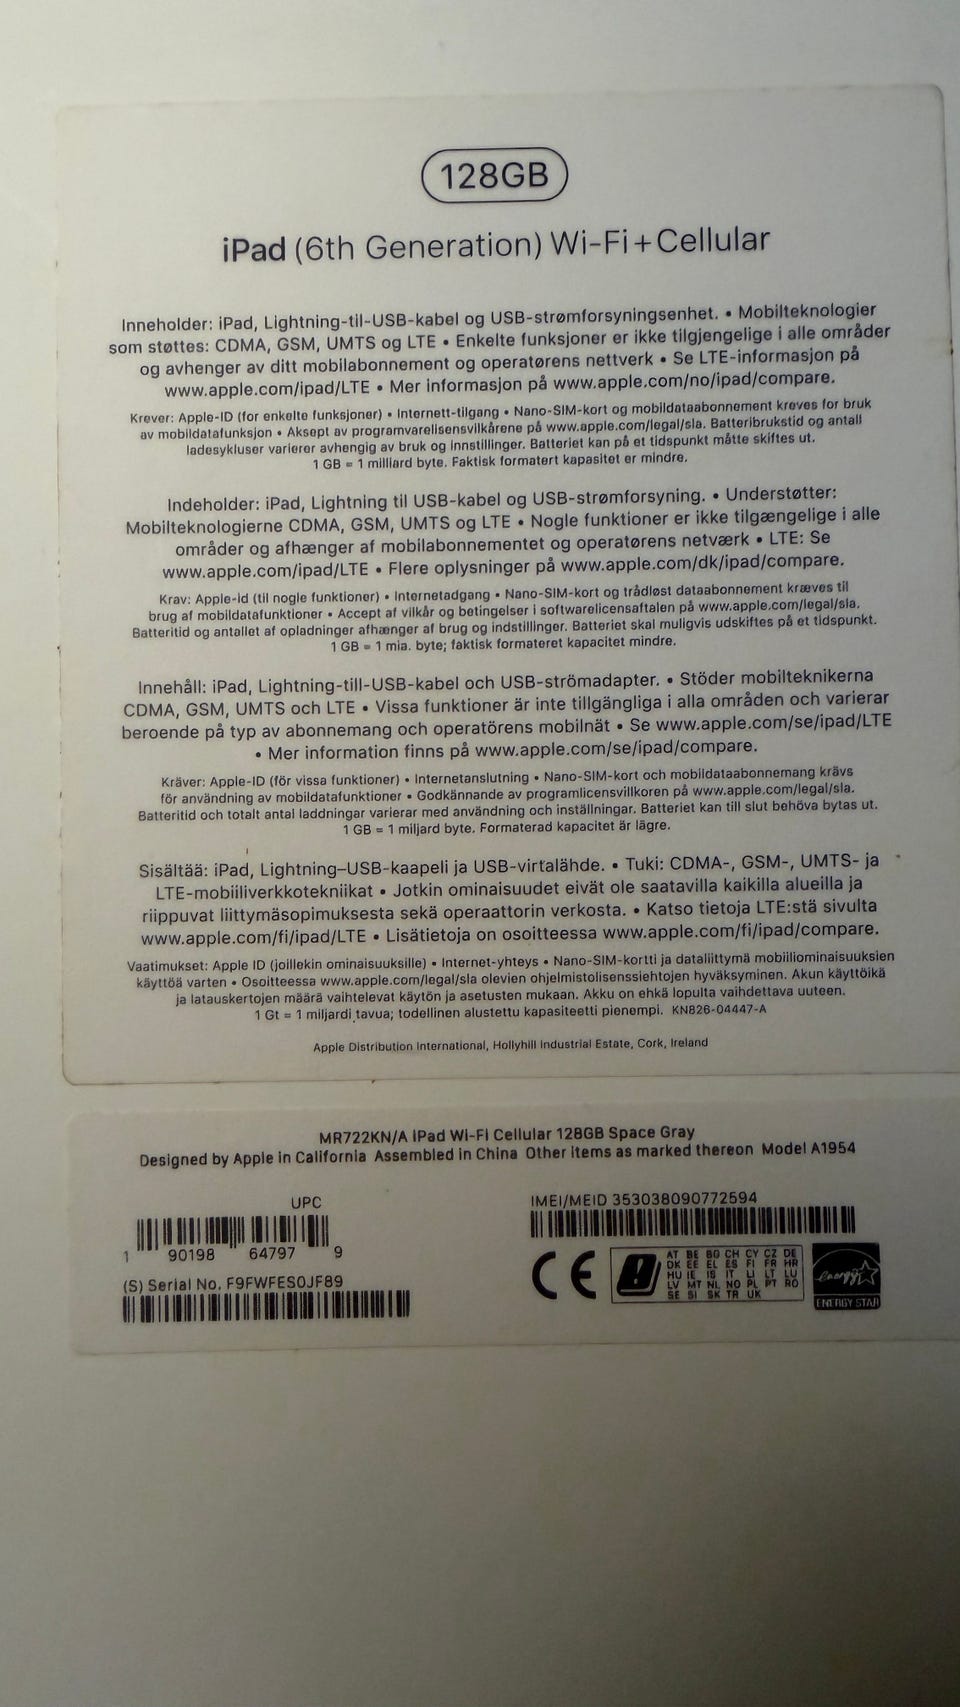 128GB
iPad (6th Generation) Wi-Fi + Cellular
Inneholder: iPad, Lightning-til-USB-kabel og USB-strømforsyningsenhet. • Mobilteknologier
som støttes: CDMA, GSM, UMTS og LTE • Enkelte funksjoner er ikke tilgjengelige i alle områder
og avhenger av ditt mobilabonnement og operatørens nettverk • Se LTE-informasjon på
www.apple.com/ipad/LTE • Mer informasjon på www.apple.com/no/ipad/compare.
Krever: Apple-ID (for enkelte funksjoner) • Internett-tilgang • Nano-SIM-kort og mobildataabonnement kreves for bruk
av mobildatafunksjon • Aksept av programvarelisensvilkårene på www.apple.com/legal/sla. Batteribrukstid og antall
ladesykluser varierer avhengig av bruk og innstillinger. Batteriet kan på et tidspunkt måtte skiftes ut.
1 GB = 1 milliard byte. Faktisk formatert kapasitet er mindre.
Indeholder: iPad, Lightning til USB-kabel og USB-strømforsyning. • Understøtter:
Mobilteknologierne CDMA, GSM, UMTS og LTE • Nogle funktioner er ikke tilgængelige i alle
områder og afhænger af mobilabonnementet og operatørens netværk • LTE: Se
www.apple.com/ipad/LTE • Flere oplysninger på www.apple.com/dk/ipad/compare.
Krav: Apple-id (til nogle funktioner) • Internetadgang • Nano-SIM-kort og trådløst dataabonnement kræves til
brug af mobildatafunktioner • Accept af vilkår og betingelser i softwarelicensaftalen på www.apple.com/legal/sla.
Batteritid og antallet af opladninger afhænger af brug og indstillinger. Batteriet skal muligvis udskiftes på et tidspunkt.
1 GB = 1 mia. byte; faktisk formateret kapacitet mindre.
Innehåll: iPad, Lightning-till-USB-kabel och USB-strömadapter. • Stöder mobilteknikerna
CDMA, GSM, UMTS och LTE • Vissa funktioner är inte tillgängliga i alla områden och varierar
beroende på typ av abonnemang och operatörens mobilnät • Se www.apple.com/se/ipad/LTE
• Mer information finns på www.apple.com/se/ipad/compare.
Kräver: Apple-ID (för vissa funktioner) • Internetanslutning • Nano-SIM-kort och mobildataabonnemang krävs
för användning av mobildatafunktioner • Godkännande av programlicensvillkoren på www.apple.com/legal/sla.
Batteritid och totalt antal laddningar varierar med användning och inställningar. Batteriet kan till slut behöva bytas ut.
1 GB = 1 miljard byte. Formaterad kapacitet är lägre.
Sisältää: iPad, Lightning–USB-kaapeli ja USB-virtalähde. • Tuki: CDMA-, GSM-, UMTS- ja
LTE-mobiiliverkkotekniikat • Jotkin ominaisuudet eivät ole saatavilla kaikilla alueilla ja
riippuvat liittymäsopimuksesta sekä operaattorin verkosta. • Katso tietoja LTE:stä sivulta
www.apple.com/fi/ipad/LTE • Lisätietoja on osoitteessa www.apple.com/fi/ipad/compare.
Vaatimukset: Apple ID (joillekin ominaisuuksille) • Internet-yhteys • Nano-SIM-kortti ja dataliittymä mobiiliominaisuuksien
käyttöä varten • Osoitteessa www.apple.com/legal/sla olevien ohjelmistolisenssiehtojen hyväksyminen. Akun käyttöikä
ja latauskertojen määrä vaihtelevat käytön ja asetusten mukaan. Akku on ehkä lopulta vaihdettava uuteen.
1 Gt = 1 miljardi tavua; todellinen alustettu kapasiteetti pienempi. KN826-04447-A
Apple Distribution International, Hollyhill Industrial Estate, Cork, Ireland
MR722KN/A iPad Wi-Fi Cellular 128GB Space Gray
Designed by Apple in California Assembled in China Other items as marked thereon Model A1954
UPC
1 90198 64797 9
(S) Serial No. F9FWFES0JF89
IMEI/MEID 353038090772594
CE
AT BE BG CH CY CZ DE
DK EE EL ES FI FR HR
HU IE IS IT LI LT LU
LV MT NL NO PL PT RO
SE SI SK TR UK
energy
ENERGY STAR